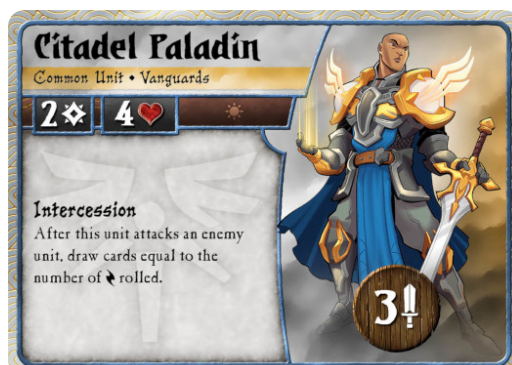 Citadel Paladin
Common Unit • Vanguards
2 4
Intercession
After this unit attacks an enemy
unit, draw cards equal to the
number of rolled.
3